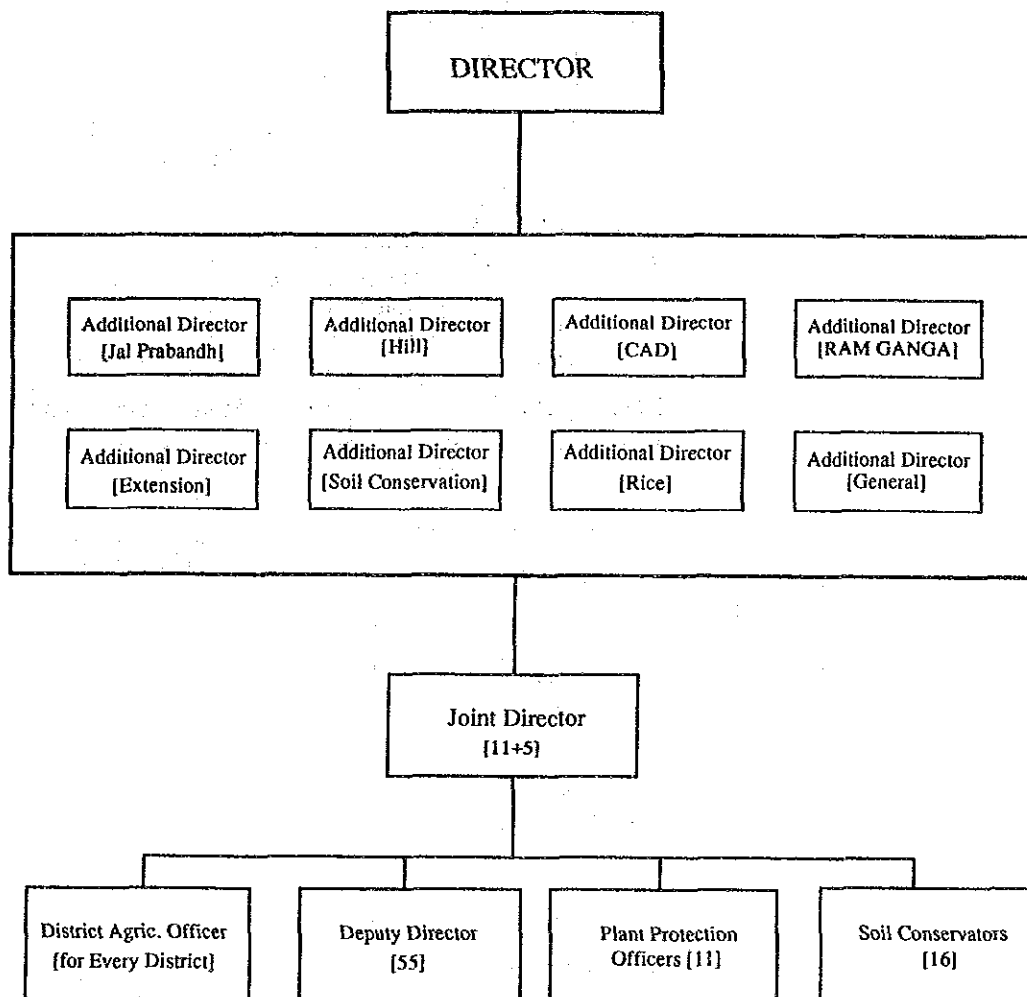 DIRECTOR
Additional Director
[Jal Prabandh]
Additional Director
[Hill]
Additional Director
[CAD]
Additional Director
[RAM GANGA]
Additional Director
[Extension]
Additional Director
[Soil Conservation]
Additional Director
[Rice]
Additional Director
[General]
Joint Director
[11+5]
District Agric. Officer
[for Every District]
Deputy Director
[55]
Plant Protection
Officers [11]
Soil Conservators
[16]